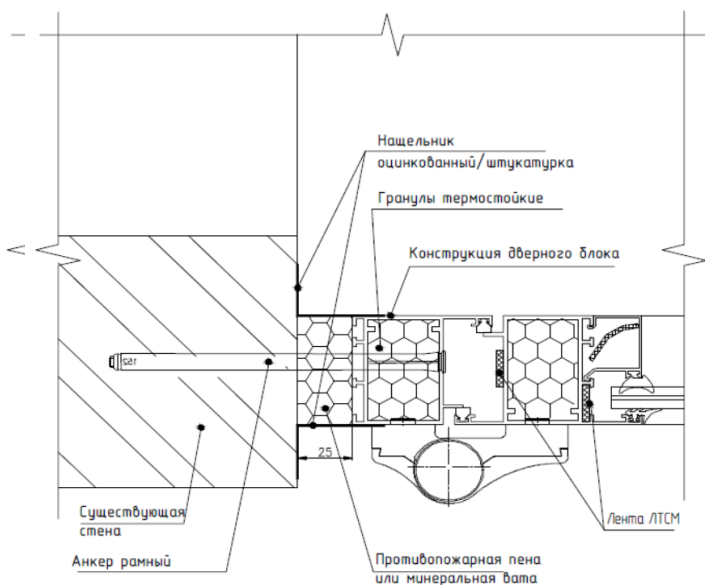 Нащельник
оцинкованный/штукатурка
Гранулы термостойкие
Конструкция дверного блока
152
25
Существующая
стена
Анкер рамный
Лента ЛТСМ
Противопожарная пена
или минеральная вата